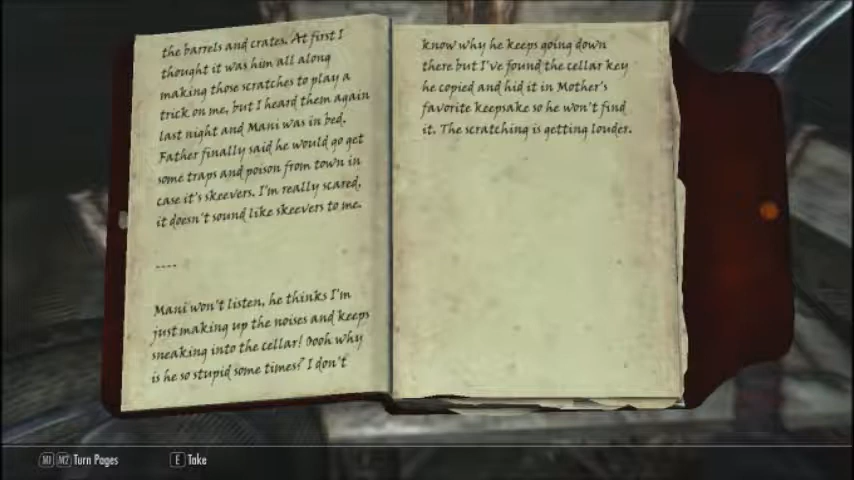 the barrels and crates. At first I
thought it was him all along
making those scratches to play a
trick on me, but I heard them again
last night and Mani was in bed.
Father finally said he would go get
some traps and poison from town in
case it's skeevers. I'm really scared,
it doesn't sound like skeevers to me.
----
Mani won't listen, he thinks I'm
just making up the noises and keeps
sneaking into the cellar! Oooh why
is he so stupid some times? I don't
know why he keeps going down
there but I've found the cellar key
he copied and hid it in Mother's
favorite keepsake so he won't find
it. The scratching is getting louder.
M1 M2 Turn Pages
E Take